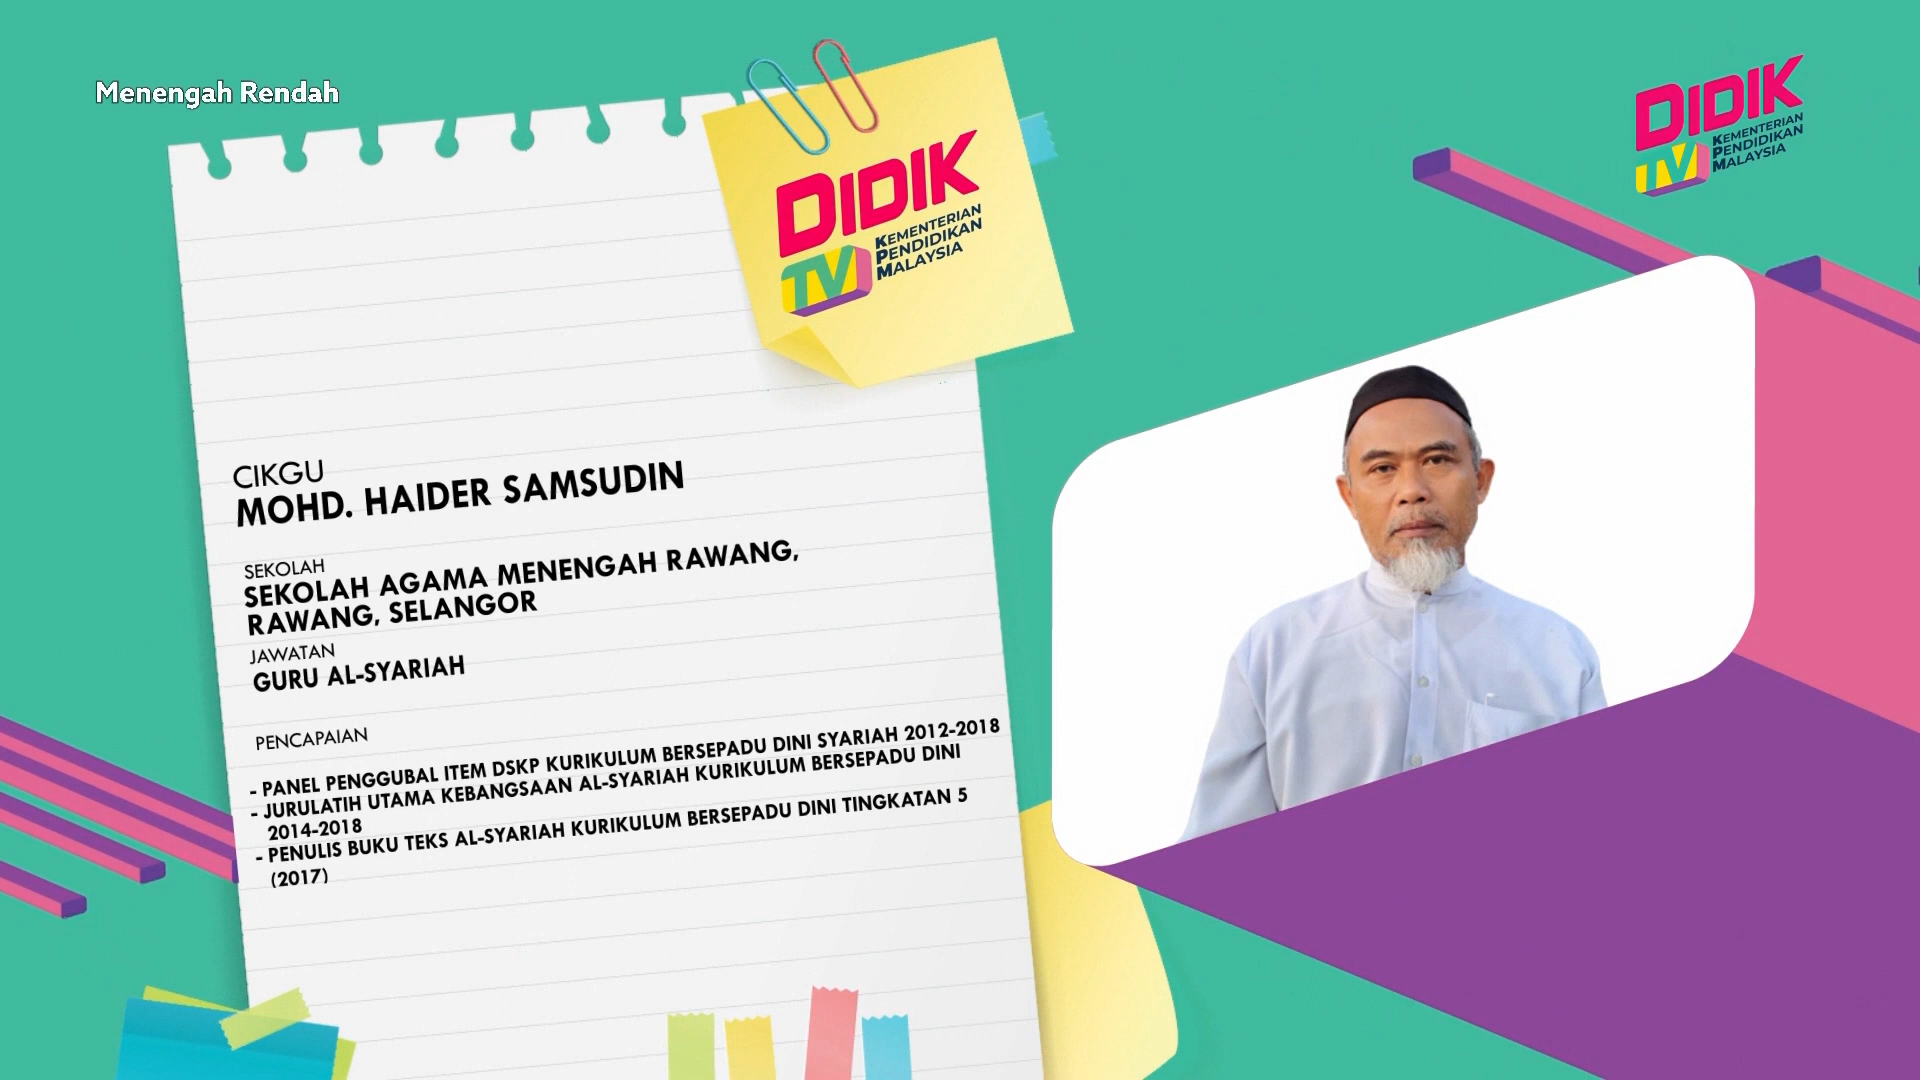 Menengah Rendah
DIDIK
TV
KEMENTERIAN
PENDIDIKAN
MALAYSIA
DIDIK
TV
KEMENTERIAN
PENDIDIKAN
MALAYSIA
CIKGU
MOHD. HAIDER SAMSUDIN
SEKOLAH
SEKOLAH AGAMA MENENGAH RAWANG,
RAWANG, SELANGOR
JAWATAN
GURU AL-SYARIAH
PENCAPAIAN
- PANEL PENGGUBAL ITEM DSKP KURIKULUM BERSEPADU DINI SYARIAH 2012-2018
- JURULATIH UTAMA KEBANGSAAN AL-SYARIAH KURIKULUM BERSEPADU DINI
2014-2018
- PENULIS BUKU TEKS AL-SYARIAH KURIKULUM BERSEPADU DINI TINGKATAN 5
(2017)